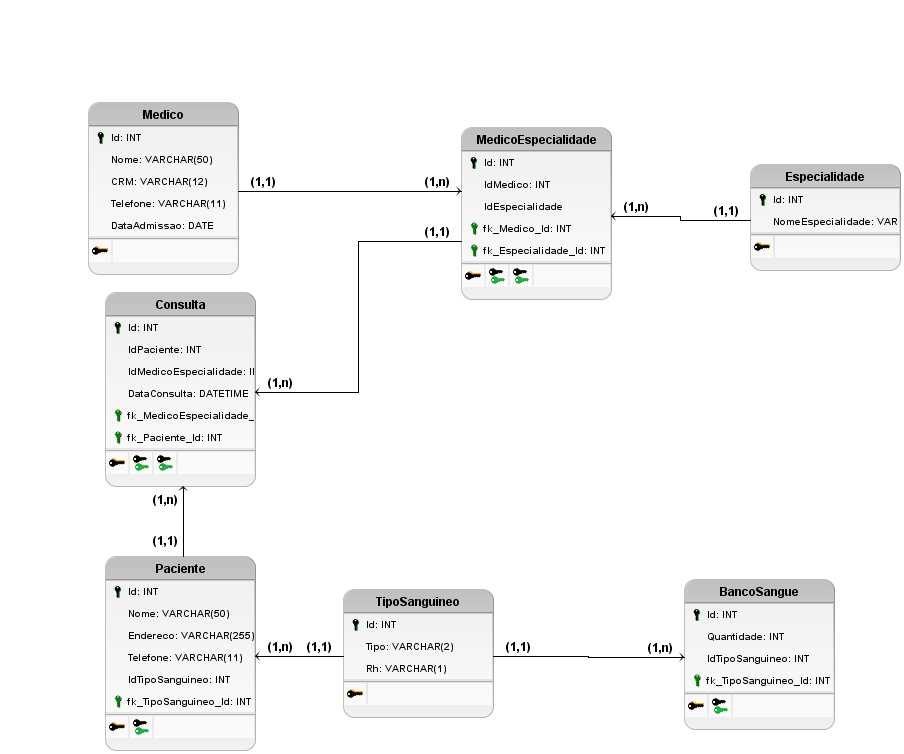 Medico
Id: INT
Nome: VARCHAR(50)
CRM: VARCHAR(12)
Telefone: VARCHAR(11)
DataAdmissao: DATE
(1,1)
(1,n)
MedicoEspecialidade
Id: INT
IdMedico: INT
IdEspecialidade
fk_Medico_Id: INT
fk_Especialidade_Id: INT
(1,n)
(1,1)
Especialidade
Id: INT
NomeEspecialidade: VAR
(1,1)
(1,n)
Consulta
Id: INT
IdPaciente: INT
IdMedicoEspecialidade: II
DataConsulta: DATETIME
fk_MedicoEspecialidade_
fk_Paciente_Id: INT
(1,n)
(1,1)
Paciente
Id: INT
Nome: VARCHAR(50)
Endereco: VARCHAR(255)
Telefone: VARCHAR(11)
IdTipoSanguineo: INT
fk_TipoSanguineo_Id: INT
(1,n)
(1,1)
TipoSanguineo
Id: INT
Tipo: VARCHAR(2)
Rh: VARCHAR(1)
(1,1)
(1,n)
BancoSangue
Id: INT
Quantidade: INT
IdTipoSanguineo: INT
fk_TipoSanguineo_Id: INT